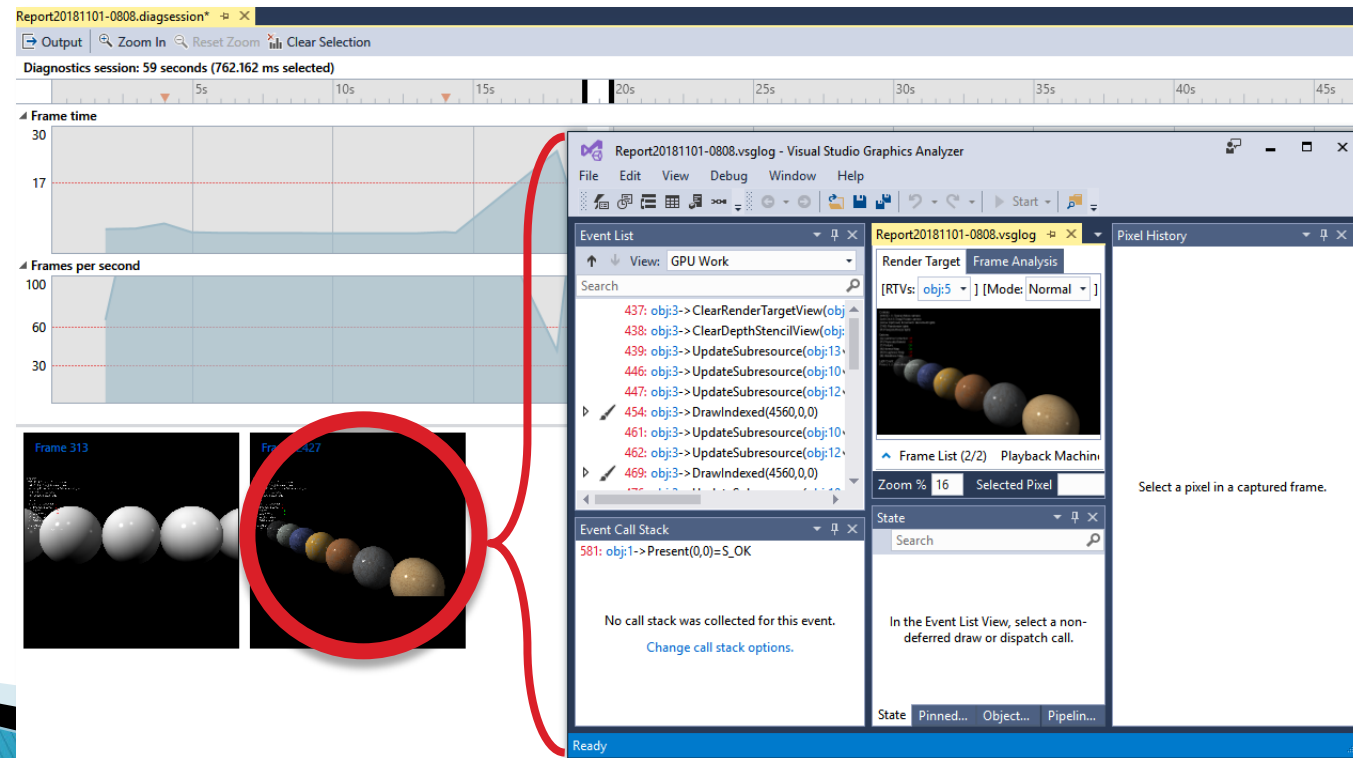 Report20181101-0808.diagsession*
Output Zoom In Reset Zoom Clear Selection
Diagnostics session: 59 seconds (762.162 ms selected)
5s 10s 15s 20s 25s 30s 35s 40s 45s
Frame time
30
17
Frames per second
100
60
30
Frame 313
2427
Report20181101-0808.vsglog - Visual Studio Graphics Analyzer
File Edit View Debug Window Help
Start
Event List
View: GPU Work
Search
437: obj:3->ClearRenderTargetView(obj
438: obj:3->ClearDepthStencilView(obj:
439: obj:3->UpdateSubresource(obj:13
446: obj:3->UpdateSubresource(obj:10
447: obj:3->UpdateSubresource(obj:12
454: obj:3->DrawIndexed(4560,0,0)
461: obj:3->UpdateSubresource(obj:10
462: obj:3->UpdateSubresource(obj:12
469: obj:3->DrawIndexed(4560,0,0)
Event Call Stack
581: obj:1->Present(0,0)=S_OK
No call stack was collected for this event.
Change call stack options.
Report20181101-0808.vsglog
Render Target Frame Analysis
[RTVs: obj:5 ] [Mode: Normal ]
Frame List (2/2) Playback Machin
Zoom % 16 Selected Pixel
State
Search
In the Event List View, select a non-
deferred draw or dispatch call.
State Pinned... Object... Pipelin...
Pixel History
Select a pixel in a captured frame.
Ready